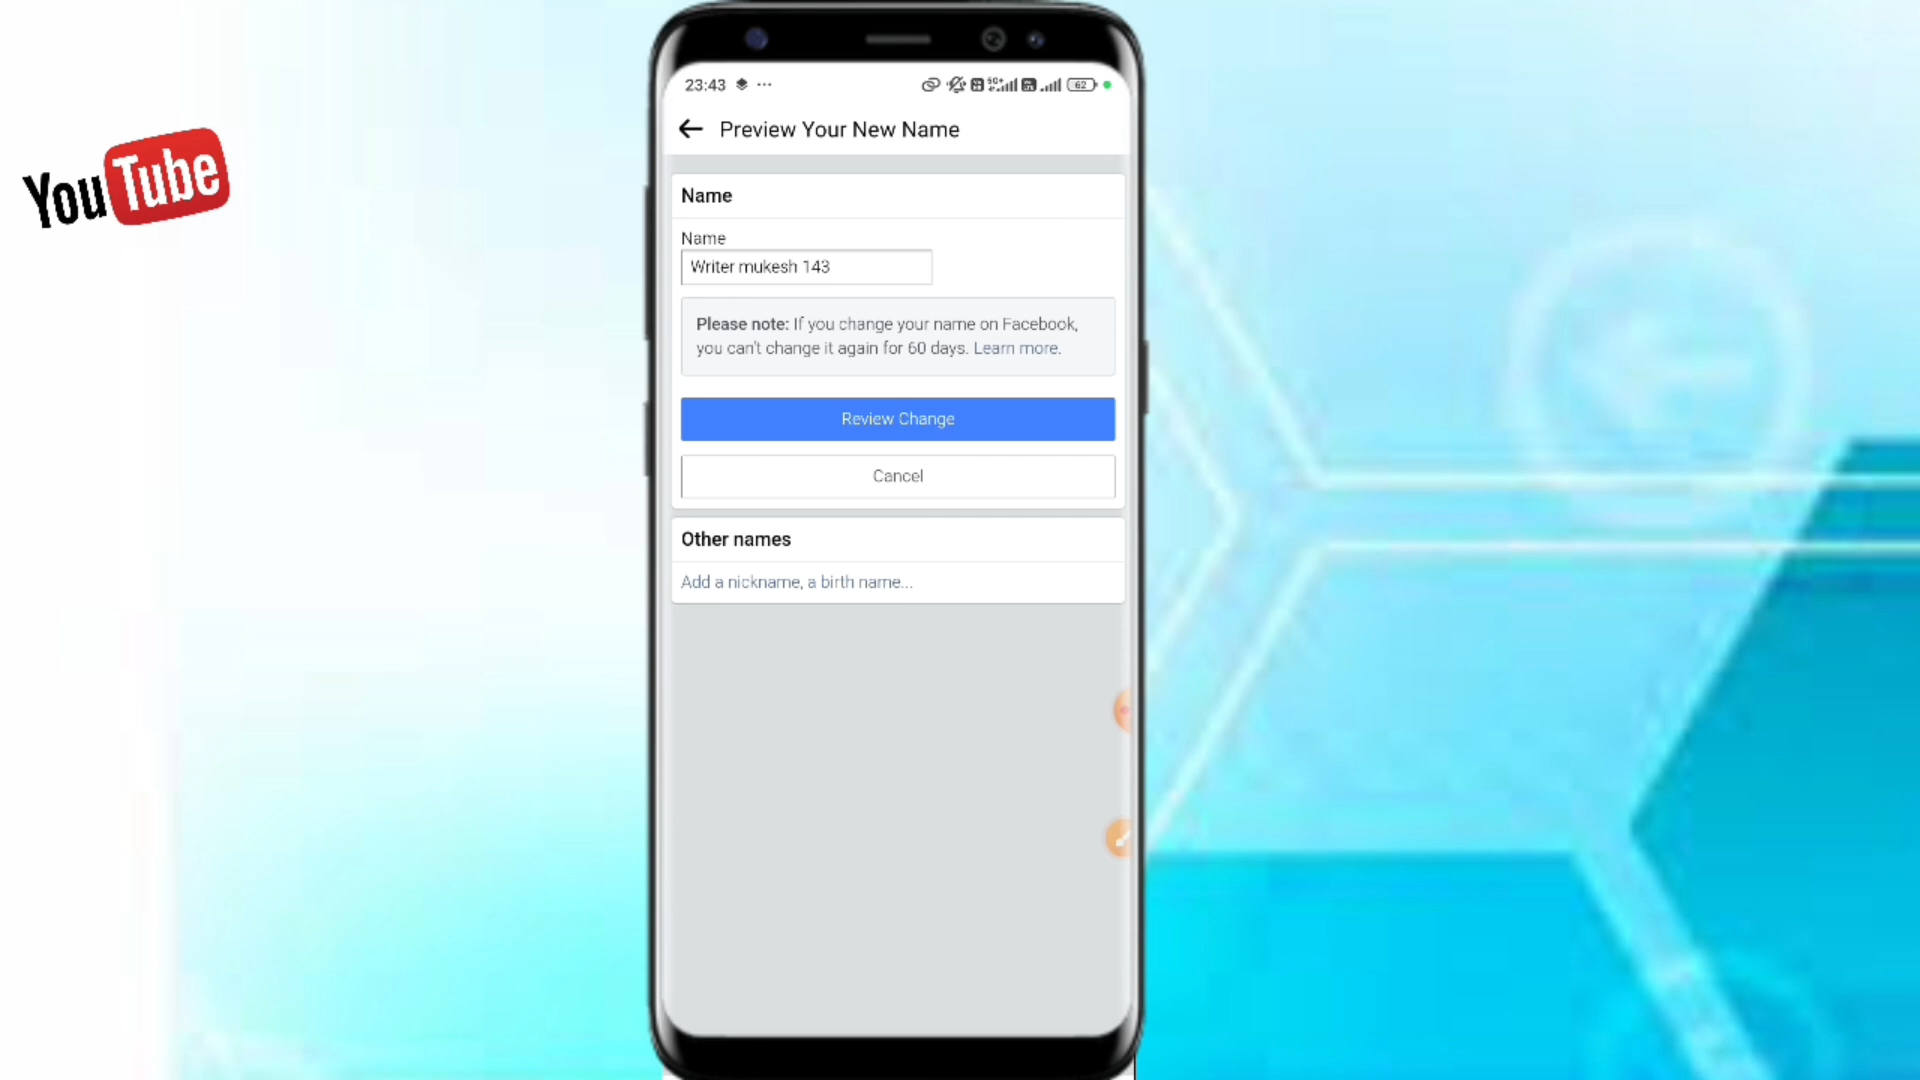 YouTube
23:43
62
Preview Your New Name
Name
Name
Writer mukesh 143
Please note: If you change your name on Facebook,
you can't change it again for 60 days. Learn more.
Review Change
Cancel
Other names
Add a nickname, a birth name...